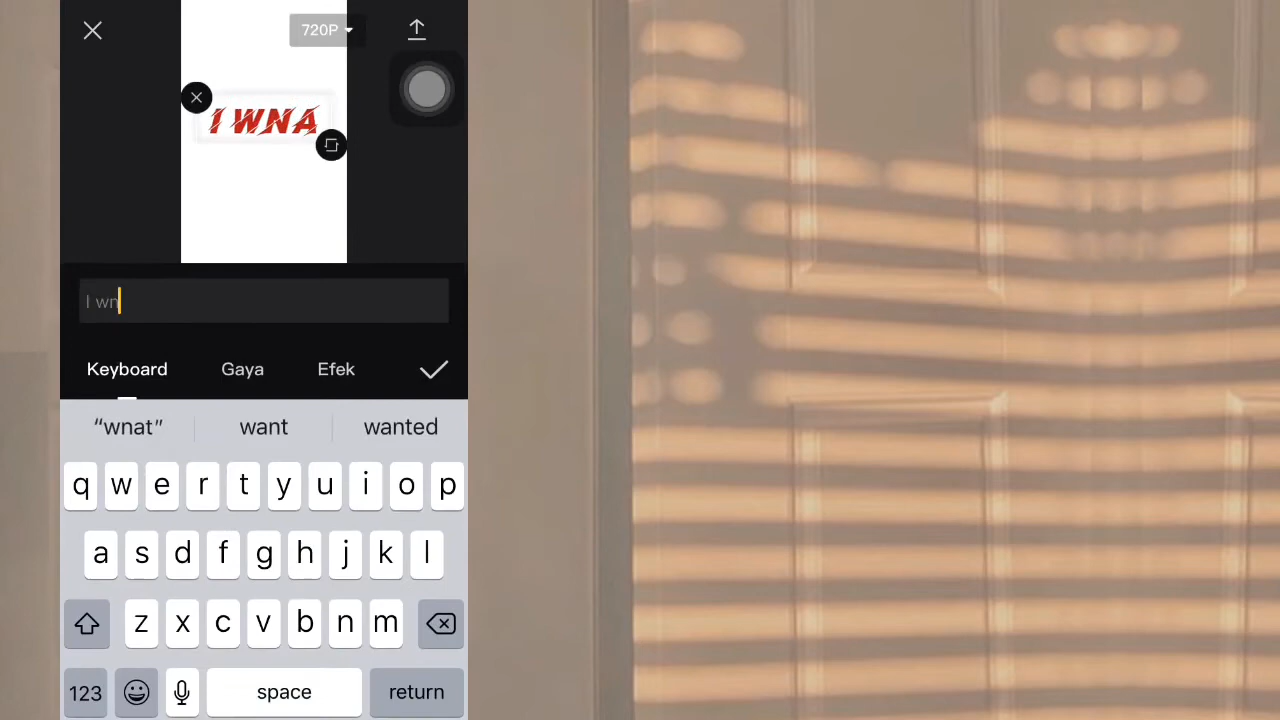 720P
I WNA
I wn
Keyboard Gaya Efek
“wnat” want wanted
q w e r t y u i o p
a s d f g h j k l
z x c v b n m
123 space return